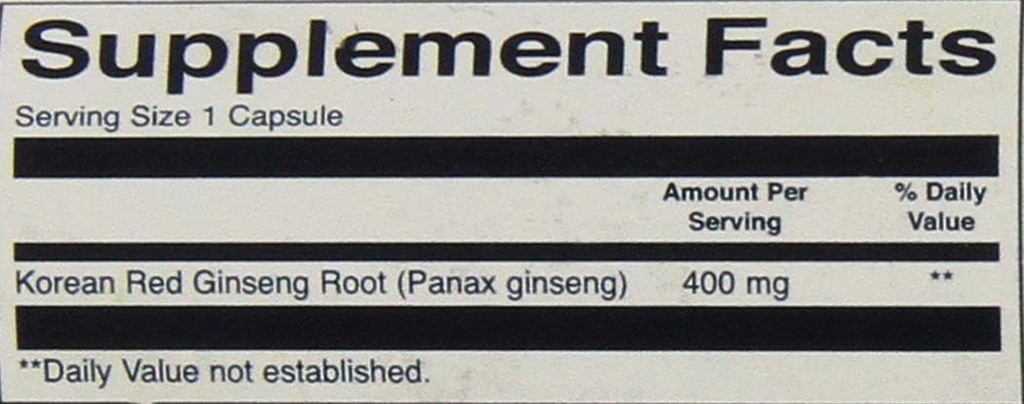 Supplement Facts
Serving Size 1 Capsule
Amount Per % Daily
Serving Value
Korean Red Ginseng Root (Panax ginseng) 400 mg **
**Daily Value not established.